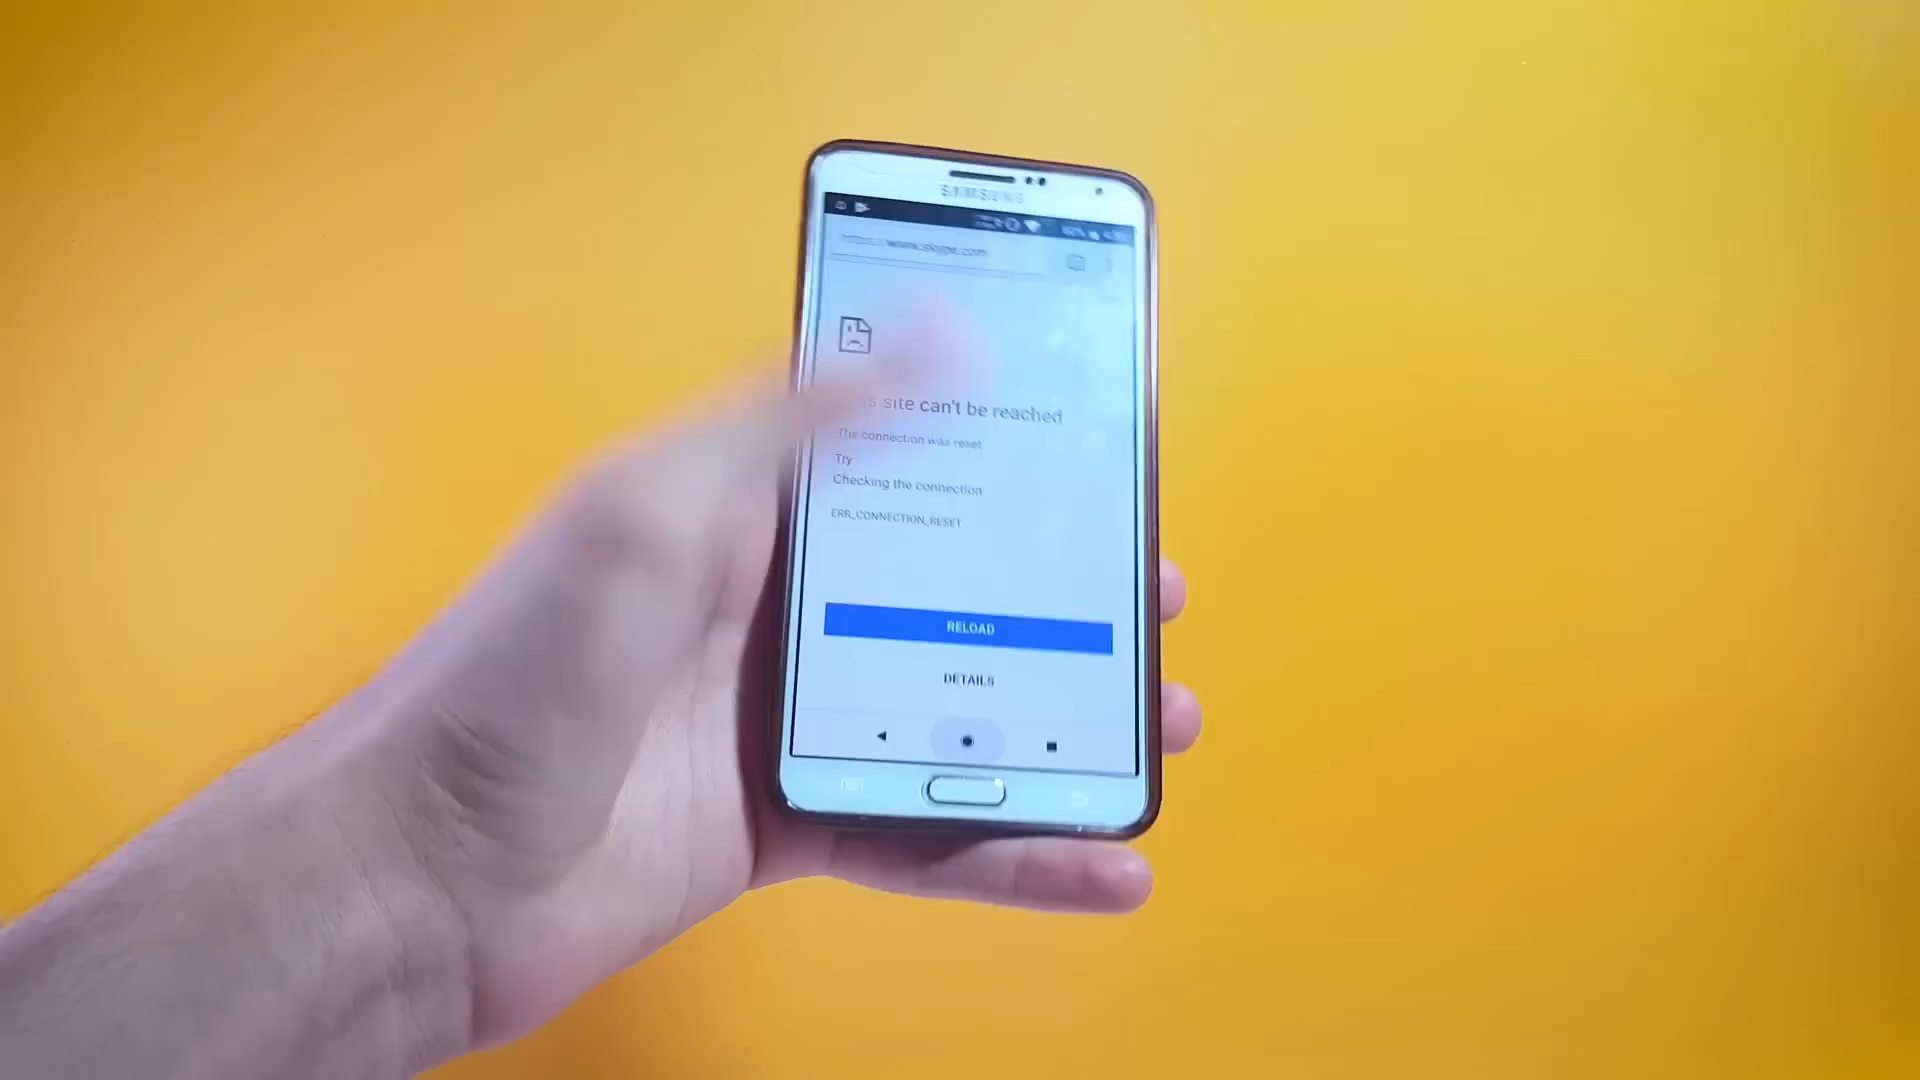 SAMSUNG
https://www.skype.com
site can't be reached
The connection was reset
Try
Checking the connection
ERR_CONNECTION_RESET
RELOAD
DETAILS